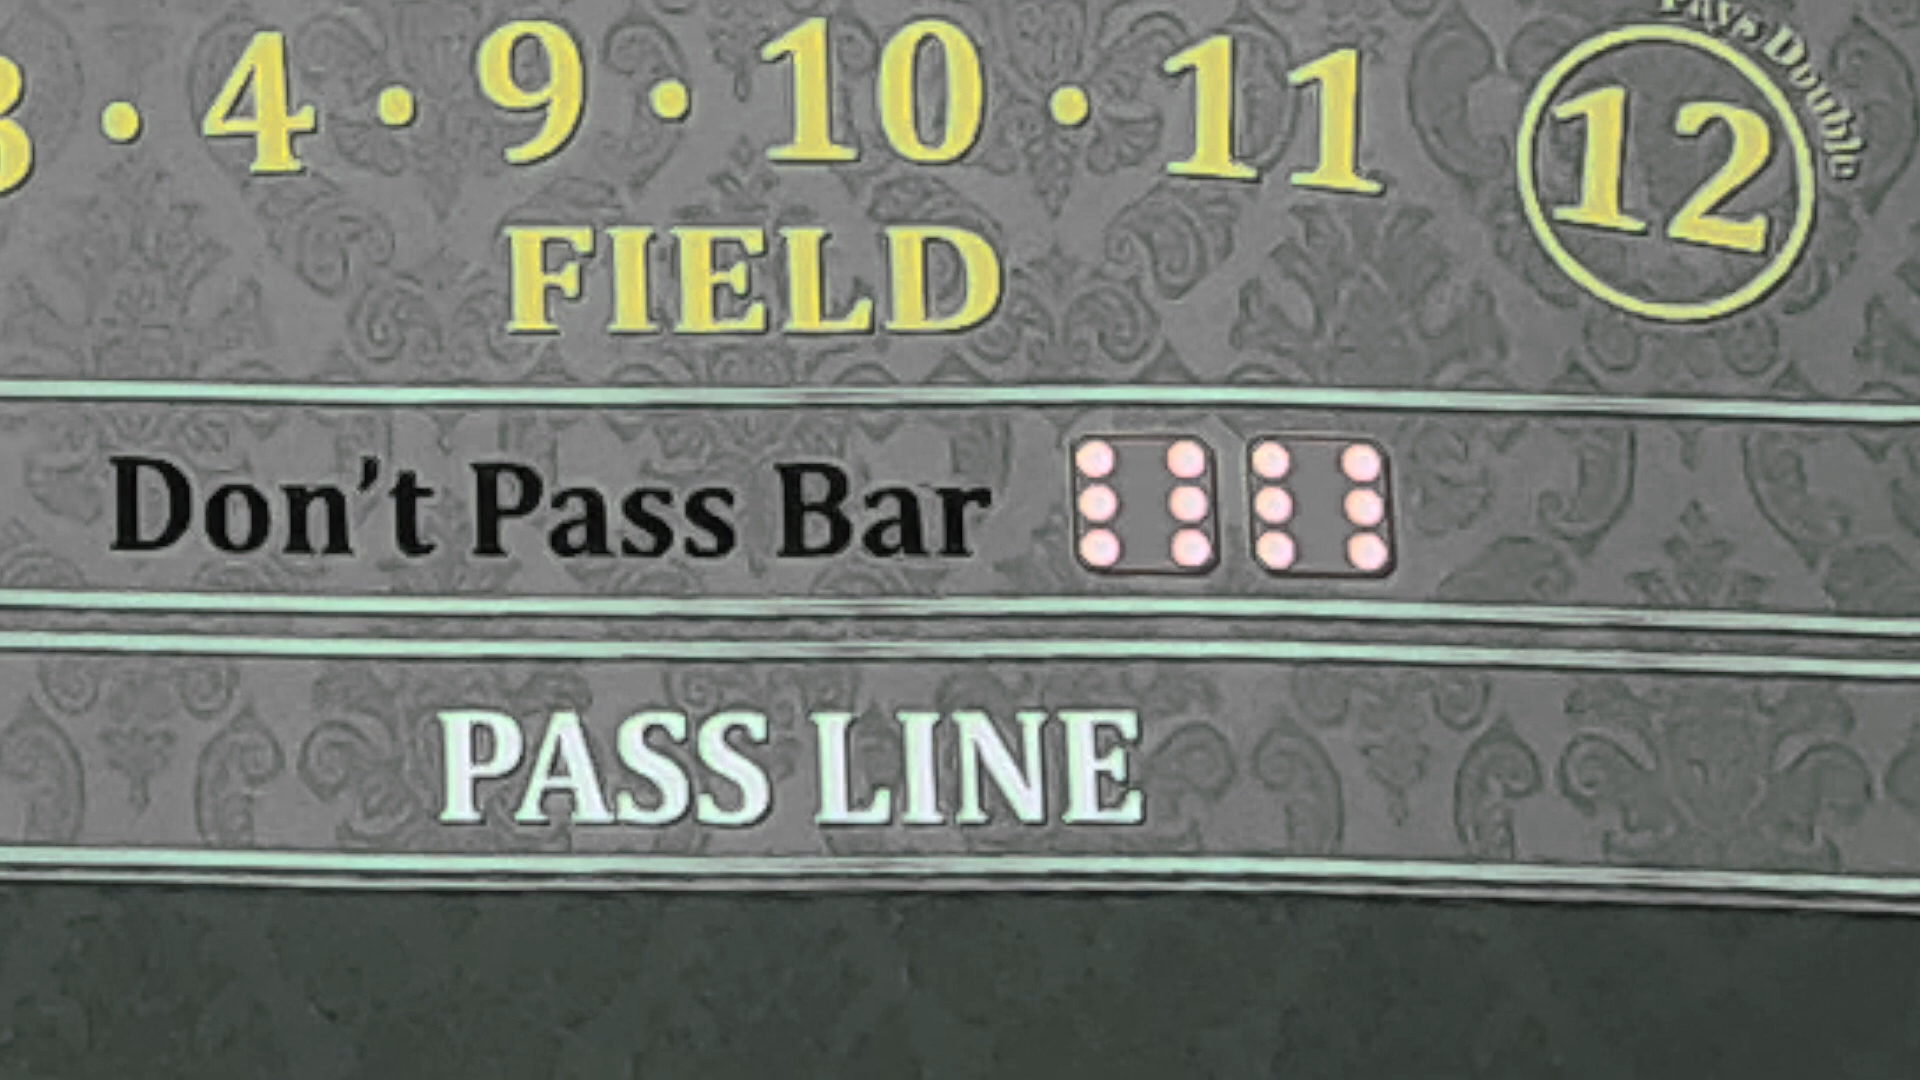 3 · 4 · 9 · 10 · 11
Pays Double
12
FIELD
Don't Pass Bar
PASS LINE